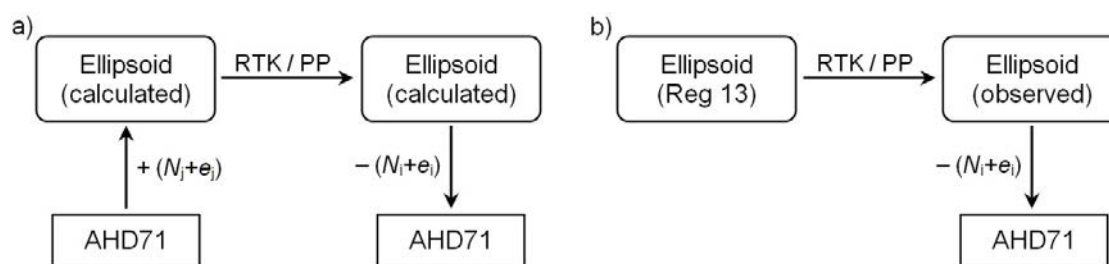 a)
Ellipsoid
(calculated)
RTK / PP
Ellipsoid
(calculated)
+ (Nj+ej)
– (Ni+ei)
AHD71
AHD71
b)
Ellipsoid
(Reg 13)
RTK / PP
Ellipsoid
(observed)
– (Ni+ei)
AHD71